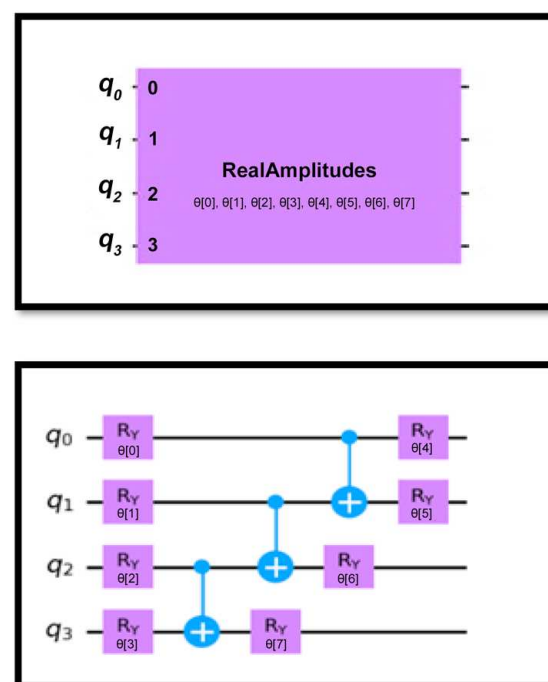 q0 0
q1 1
RealAmplitudes
q2 2
θ[0], θ[1], θ[2], θ[3], θ[4], θ[5], θ[6], θ[7]
q3 3
q0 RY RY
θ[0] θ[4]
q1 RY RY
θ[1] θ[5]
q2 RY RY
θ[2] θ[6]
q3 RY RY
θ[3] θ[7]